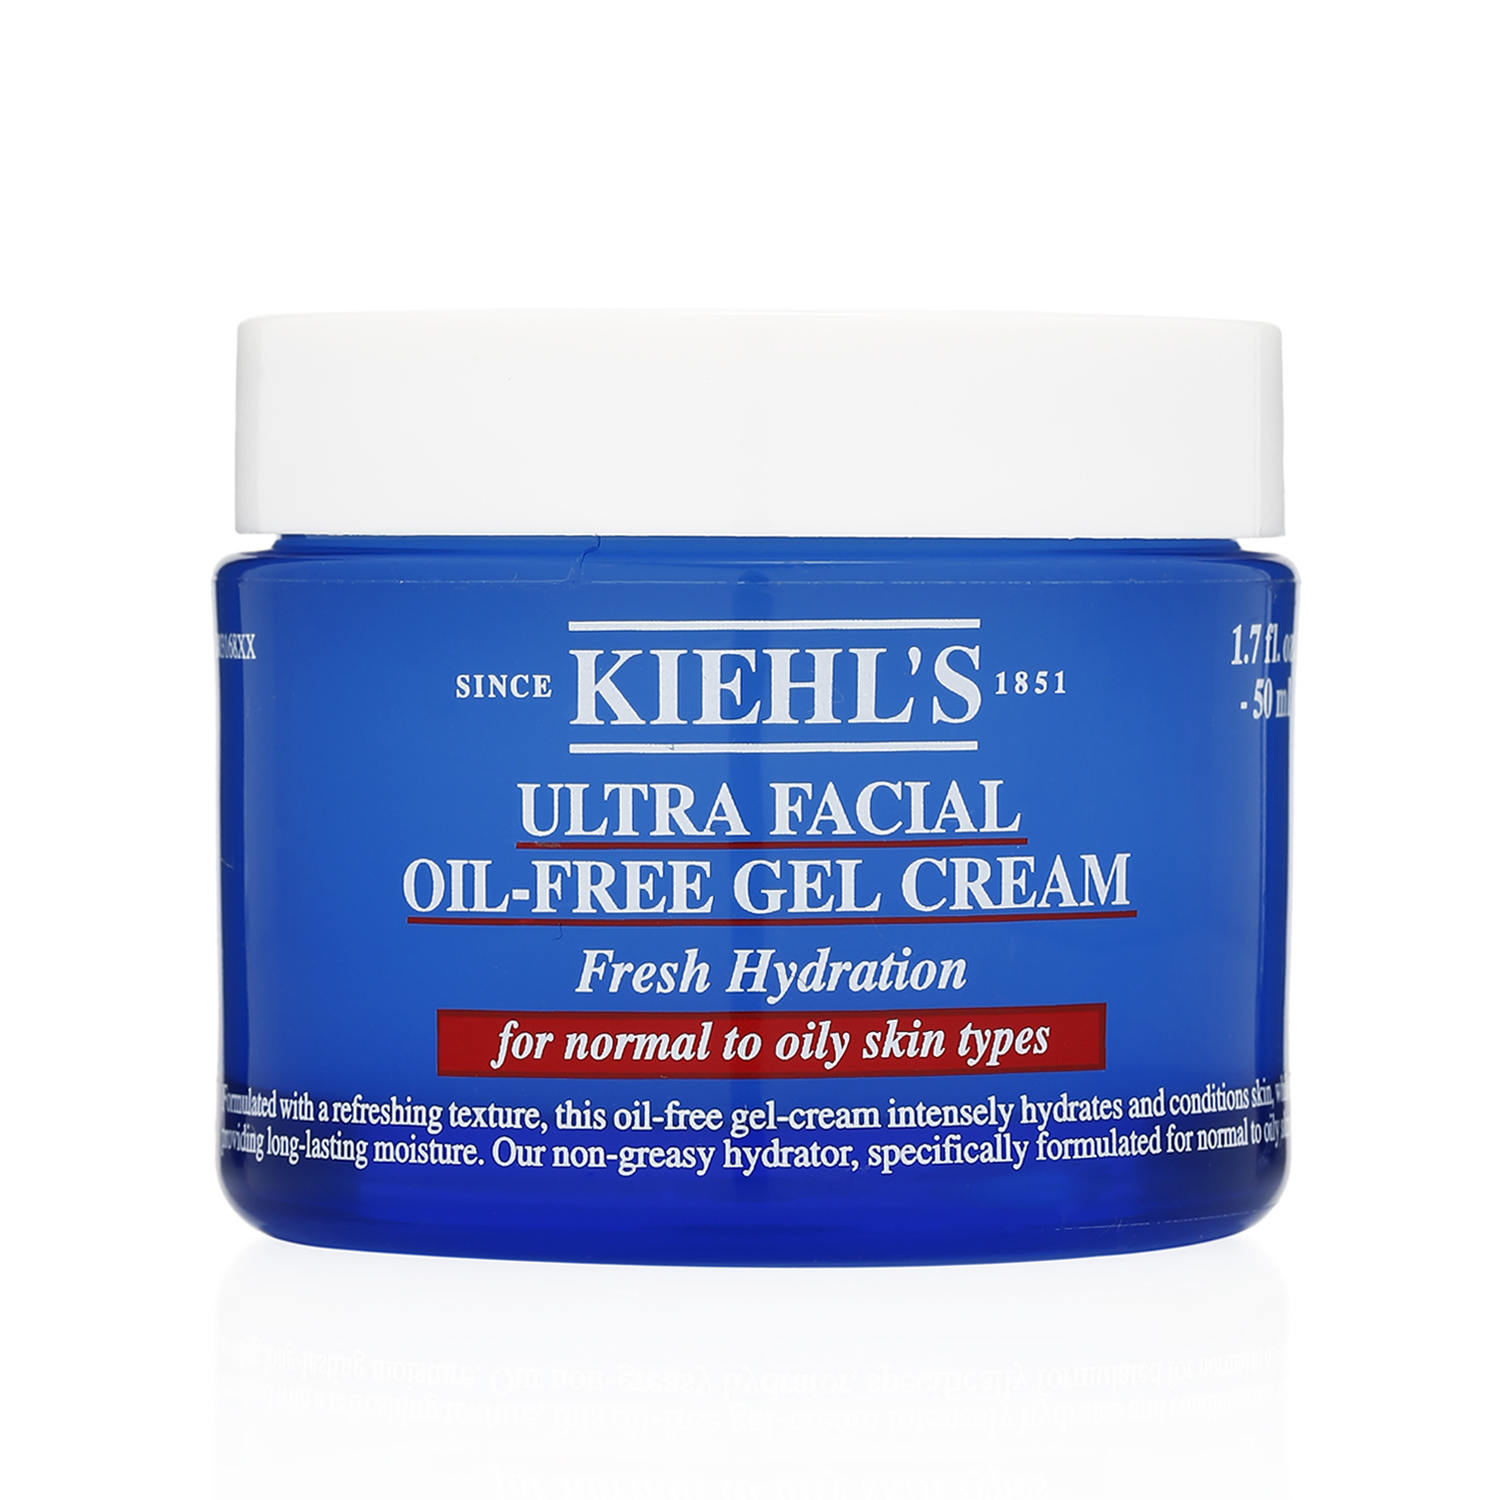 SINCE KIEHL'S 1851
1.7 fl.
- 50 ml
ULTRA FACIAL
OIL-FREE GEL CREAM
Fresh Hydration
for normal to oily skin types
Formulated with a refreshing texture, this oil-free gel-cream intensely hydrates and conditions skin,
providing long-lasting moisture. Our non-greasy hydrator, specifically formulated for normal to oily